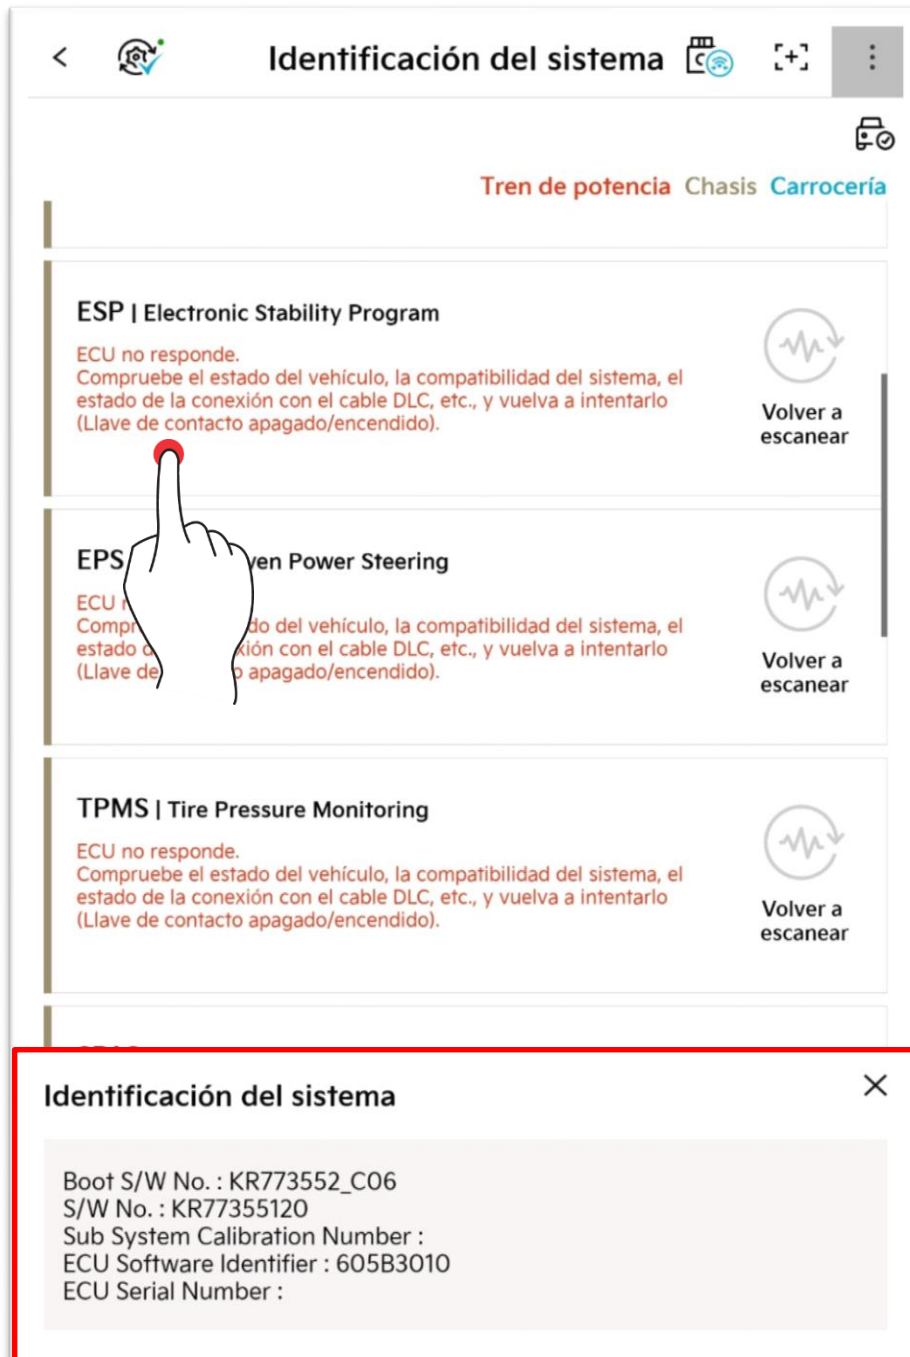 Identificación del sistema
Tren de potencia Chasis Carrocería
ESP | Electronic Stability Program
ECU no responde.
Compruebe el estado del vehículo, la compatibilidad del sistema, el
estado de la conexión con el cable DLC, etc., y vuelva a intentarlo
(Llave de contacto apagado/encendido).
Volver a
escanear
EPS Power Steering
ECU
do del vehículo, la compatibilidad del sistema, el
estado con el cable DLC, etc., y vuelva a intentarlo
(Llave de apagado/encendido).
Volver a
escanear
TPMS | Tire Pressure Monitoring
ECU no responde.
Compruebe el estado del vehículo, la compatibilidad del sistema, el
estado de la conexión con el cable DLC, etc., y vuelva a intentarlo
(Llave de contacto apagado/encendido).
Volver a
escanear
Identificación del sistema
Boot S/W No. : KR773552_C06
S/W No. : KR77355120
Sub System Calibration Number :
ECU Software Identifier : 605B3010
ECU Serial Number :